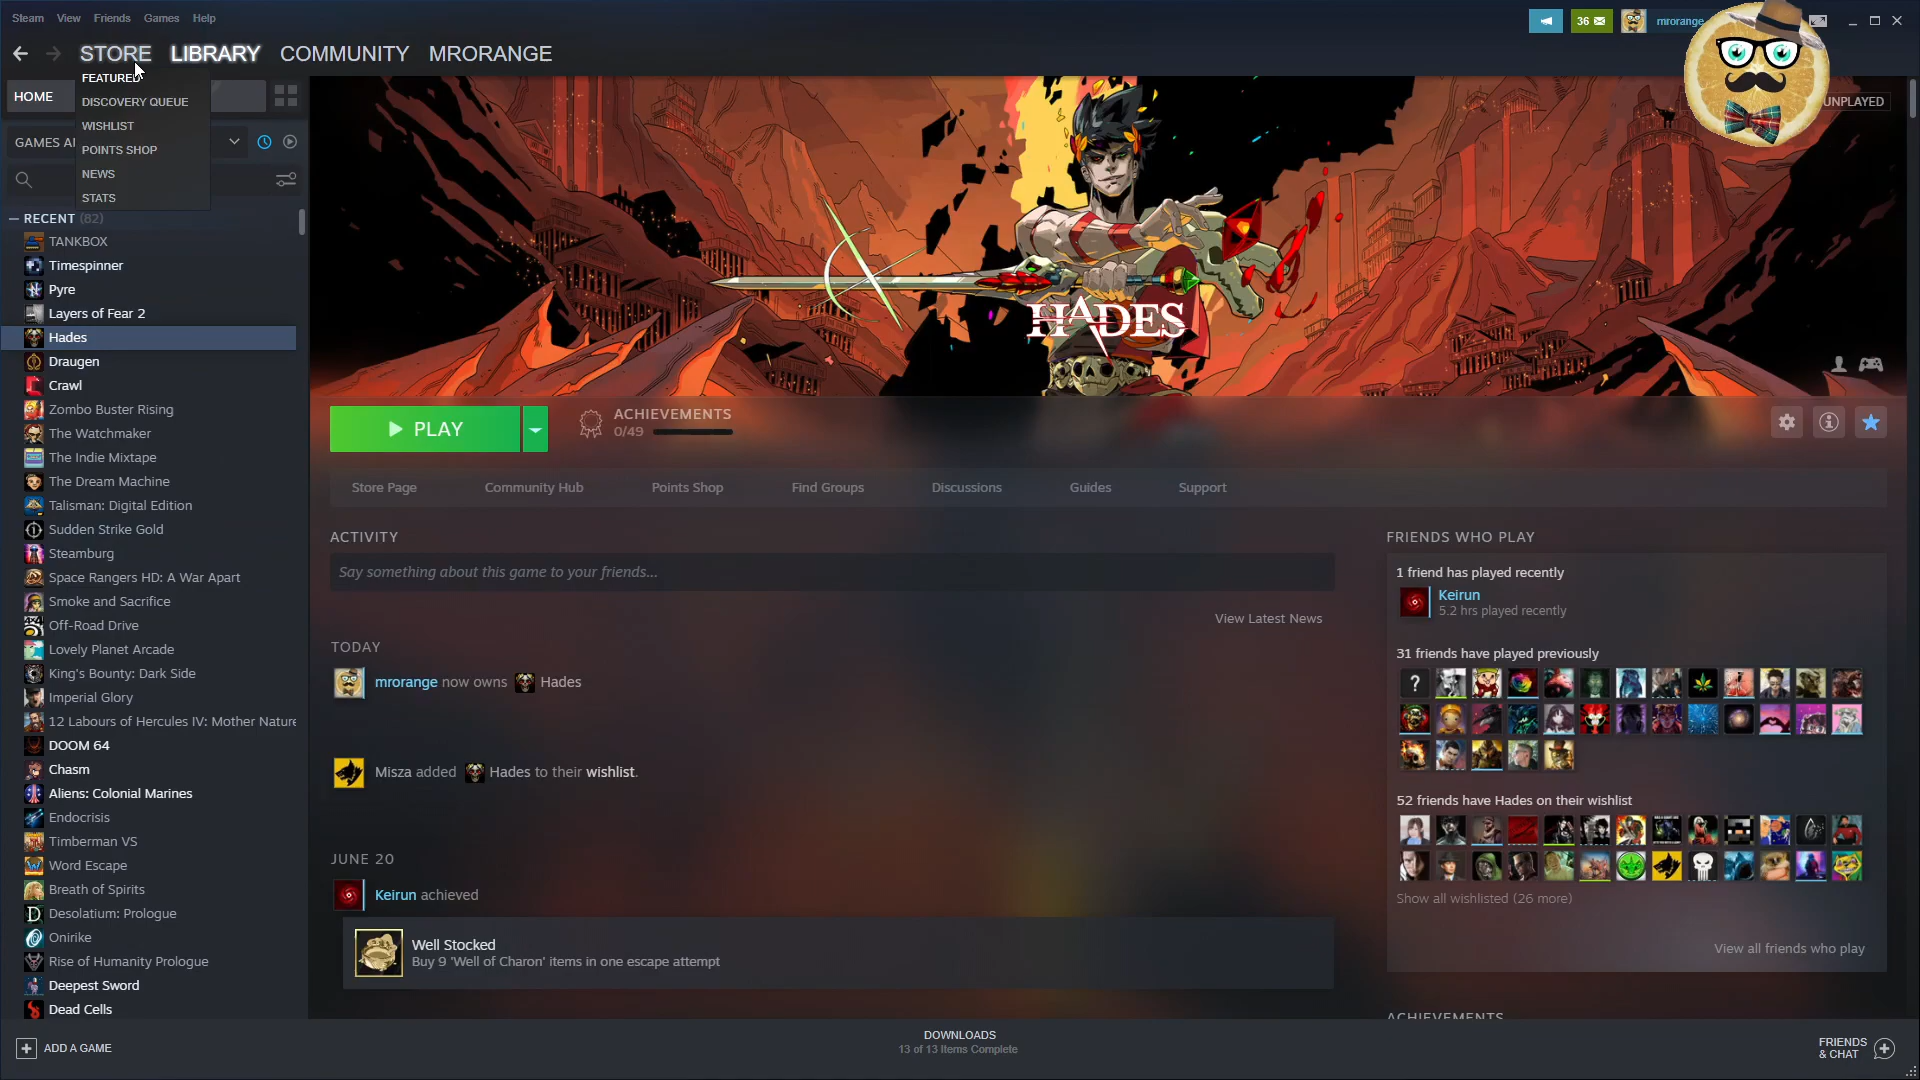 Steam View Friends Games Help
36 mrorange
STORE LIBRARY COMMUNITY MRORANGE
FEATURED
HOME
DISCOVERY QUEUE
UNPLAYED
WISHLIST
GAMES A
POINTS SHOP
NEWS
STATS
RECENT (82)
TANKBOX
Timespinner
Pyre
Layers of Fear 2
Hades
Draugen
Crawl
Zombo Buster Rising
The Watchmaker
The Indie Mixtape
The Dream Machine
Talisman: Digital Edition
Sudden Strike Gold
Steamburg
Space Rangers HD: A War Apart
Smoke and Sacrifice
Off-Road Drive
Lovely Planet Arcade
King's Bounty: Dark Side
Imperial Glory
12 Labours of Hercules IV: Mother Nature
DOOM 64
Chasm
Aliens: Colonial Marines
Endocrisis
Timberman VS
Word Escape
Breath of Spirits
Desolatium: Prologue
Onirike
Rise of Humanity Prologue
Deepest Sword
Dead Cells
ADD A GAME
HADES
PLAY
ACHIEVEMENTS
0/49
Store Page Community Hub Points Shop Find Groups Discussions Guides Support
ACTIVITY
Say something about this game to your friends...
View Latest News
TODAY
mrorange now owns Hades
Misza added Hades to their wishlist.
JUNE 20
Keirun achieved
Well Stocked
Buy 9 'Well of Charon' items in one escape attempt
FRIENDS WHO PLAY
1 friend has played recently
Keirun
5.2 hrs played recently
31 friends have played previously
?
52 friends have Hades on their wishlist
Show all wishlisted (26 more)
View all friends who play
ACHIEVEMENTS
DOWNLOADS
13 of 13 Items Complete
FRIENDS
& CHAT